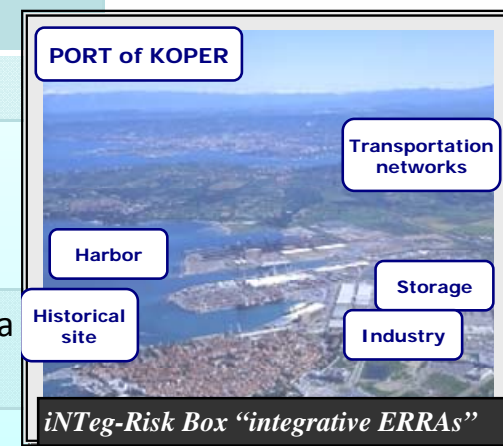 PORT of KOPER
Transportation
networks
Harbor
Storage
Historical
site
Industry
a
iNTeg-Risk Box “integrative ERRAs”